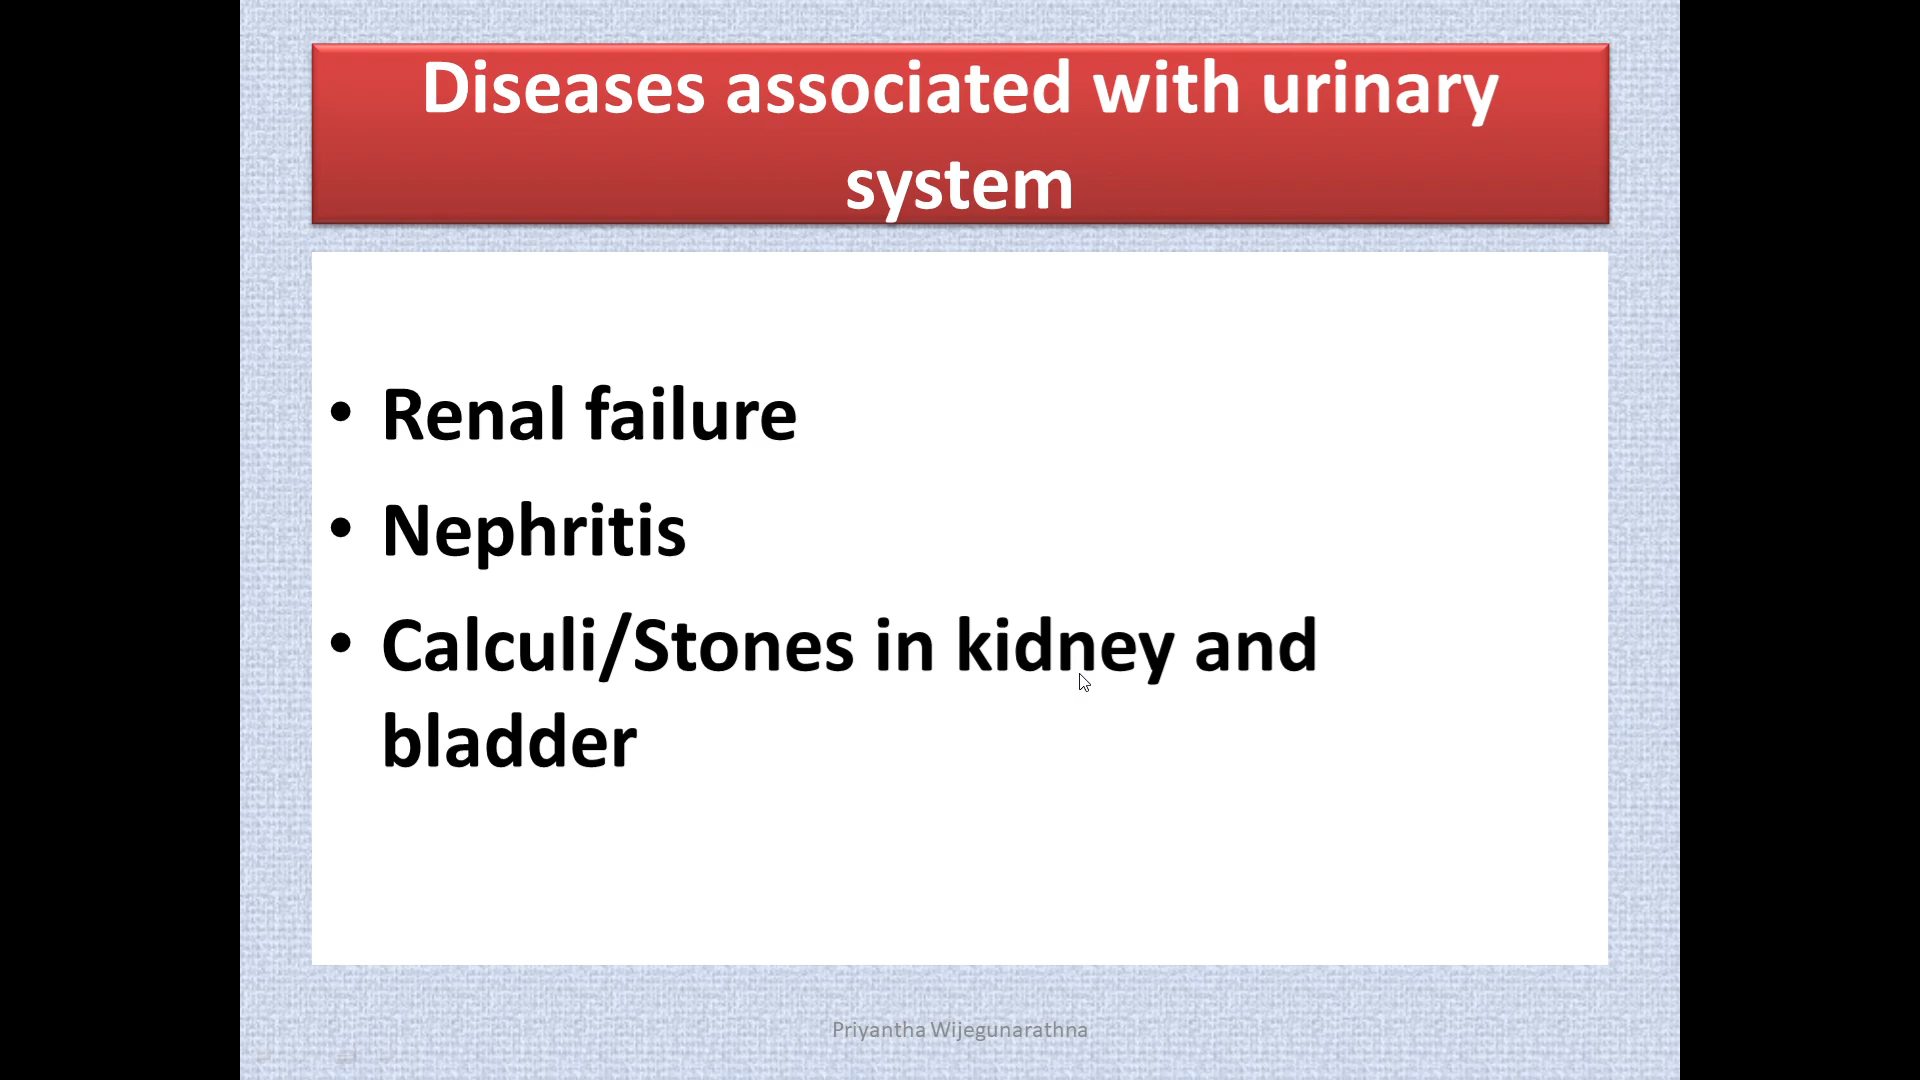 Diseases associated with urinary
system
• Renal failure
• Nephritis
• Calculi/Stones in kidney and
bladder
Priyantha Wijegunarathna